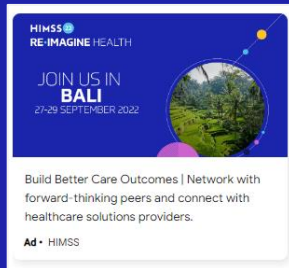 HIMSS
RE-IMAGINE HEALTH
JOIN US IN
BALI
27-29 SEPTEMBER 2022
Build Better Care Outcomes | Network with
forward-thinking peers and connect with
healthcare solutions providers.
Ad • HIMSS